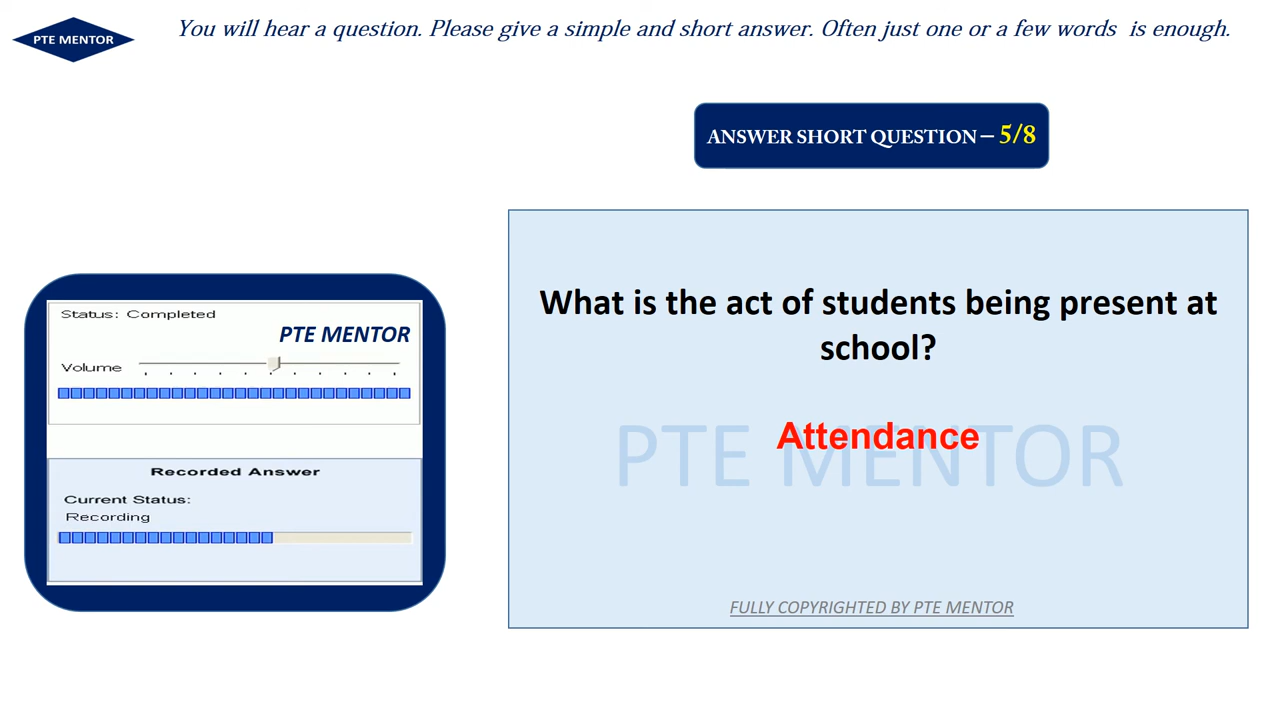 PTE MENTOR
You will hear a question. Please give a simple and short answer. Often just one or a few words is enough.
ANSWER SHORT QUESTION – 5/8
Status: Completed
PTE MENTOR
Volume
Recorded Answer
Current Status:
Recording
What is the act of students being present at
school?
Attendance
PTE MENTOR
FULLY COPYRIGHTED BY PTE MENTOR